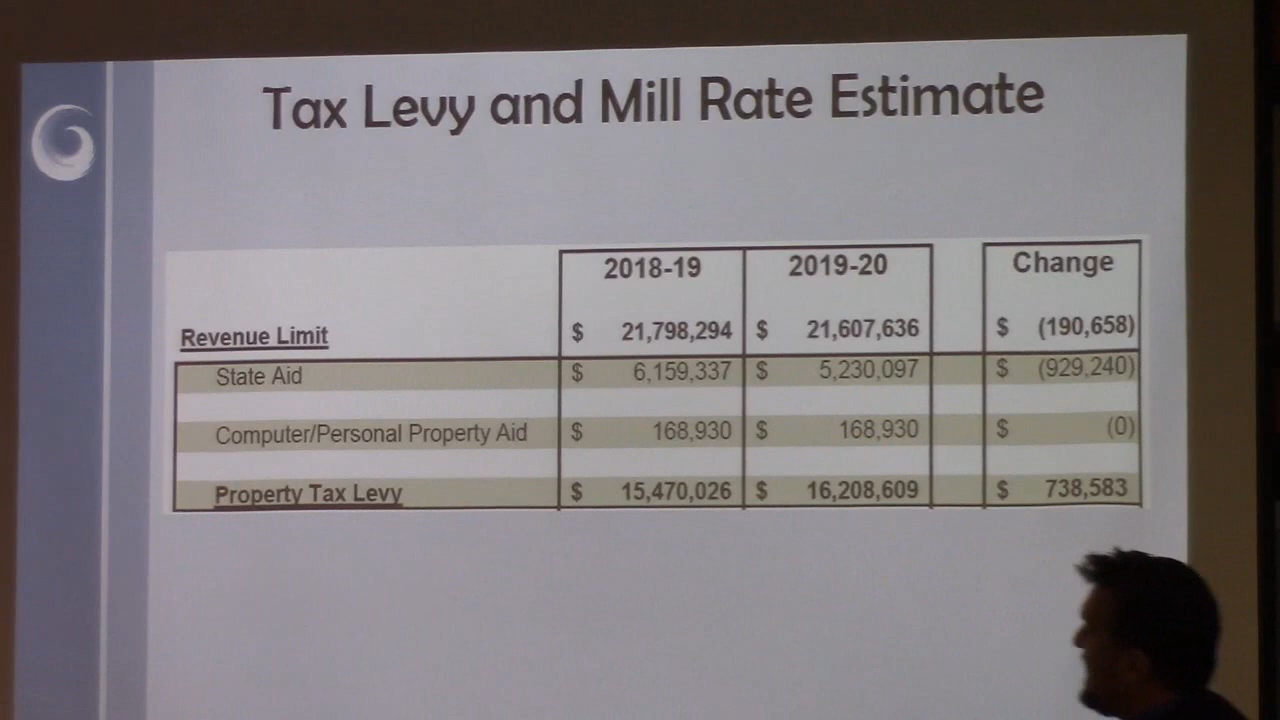 Tax Levy and Mill Rate Estimate
2018-19 2019-20 Change
Revenue Limit $ 21,798,294 $ 21,607,636 $ (190,658)
State Aid $ 6,159,337 $ 5,230,097 $ (929,240)
Computer/Personal Property Aid $ 168,930 $ 168,930 $ (0)
Property Tax Levy $ 15,470,026 $ 16,208,609 $ 738,583